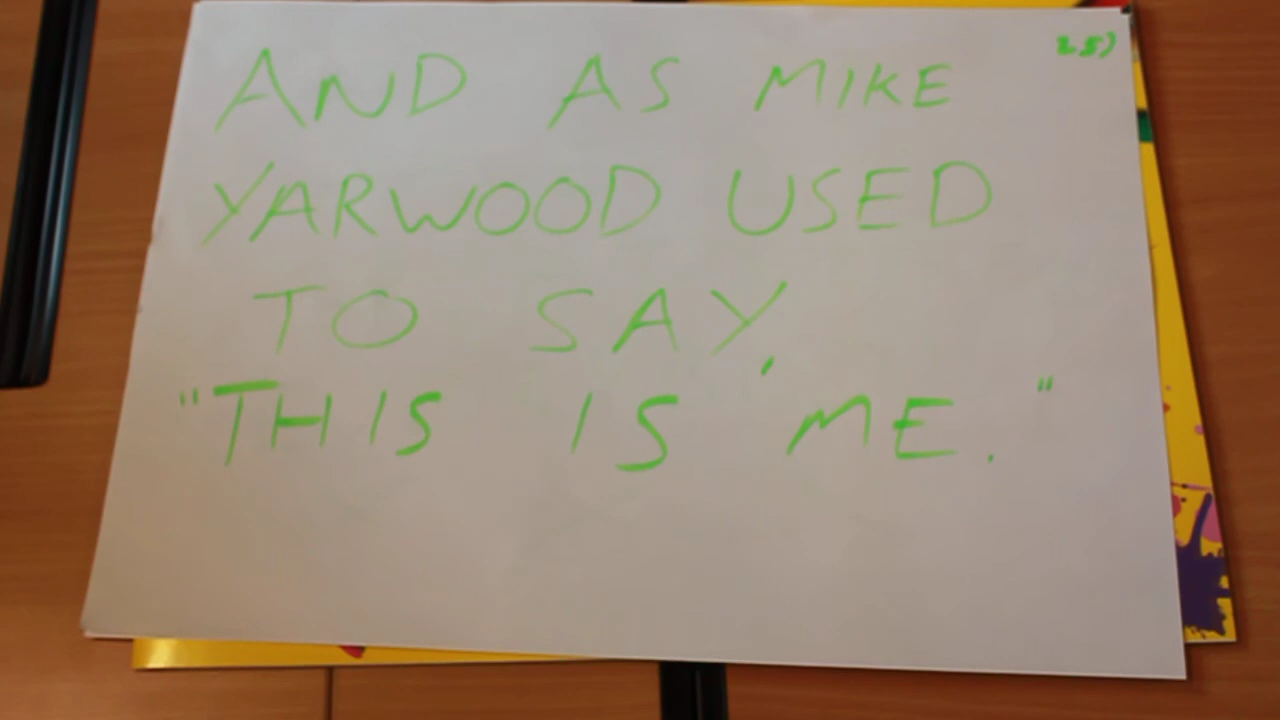 25)
AND AS MIKE
YARWOOD USED
TO SAY,
"THIS IS ME."